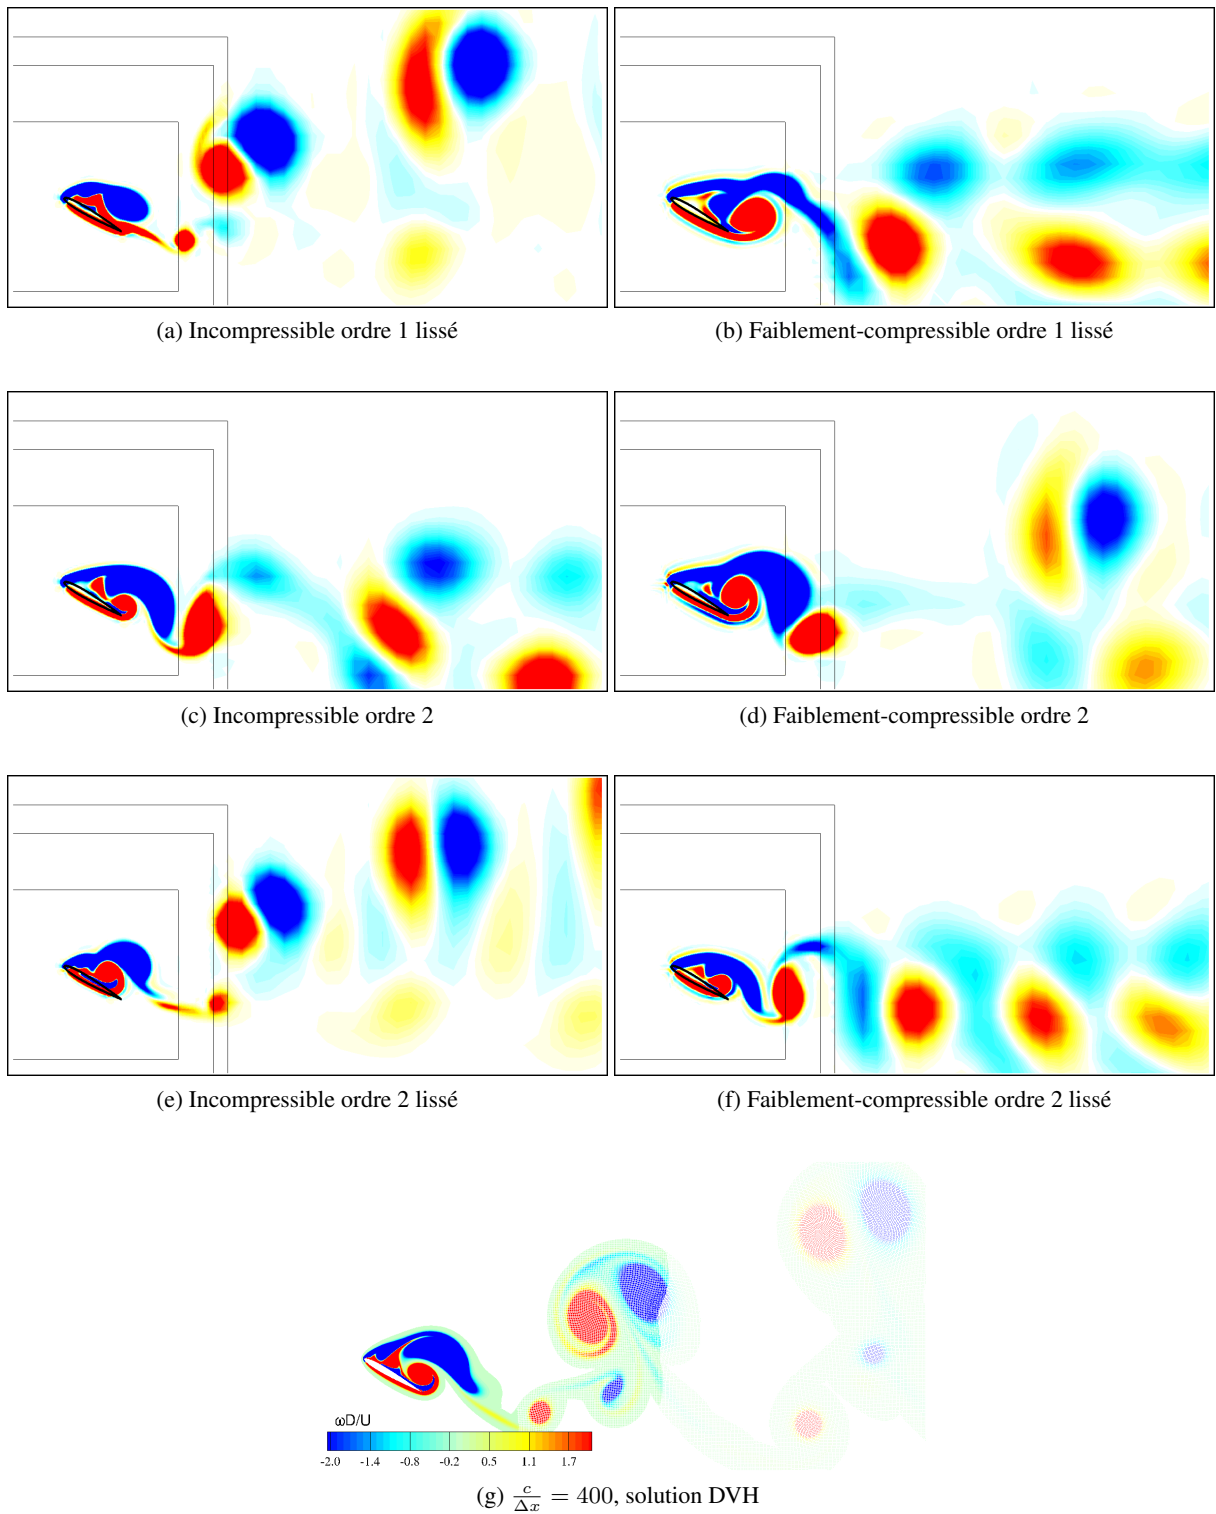 (a) Incompressible ordre 1 lissé
(b) Faiblement-compressible ordre 1 lissé
(c) Incompressible ordre 2
(d) Faiblement-compressible ordre 2
(e) Incompressible ordre 2 lissé
(f) Faiblement-compressible ordre 2 lissé
ωD/U
-2.0 -1.4 -0.8 -0.2 0.5 1.1 1.7
(g) c/Δx = 400, solution DVH